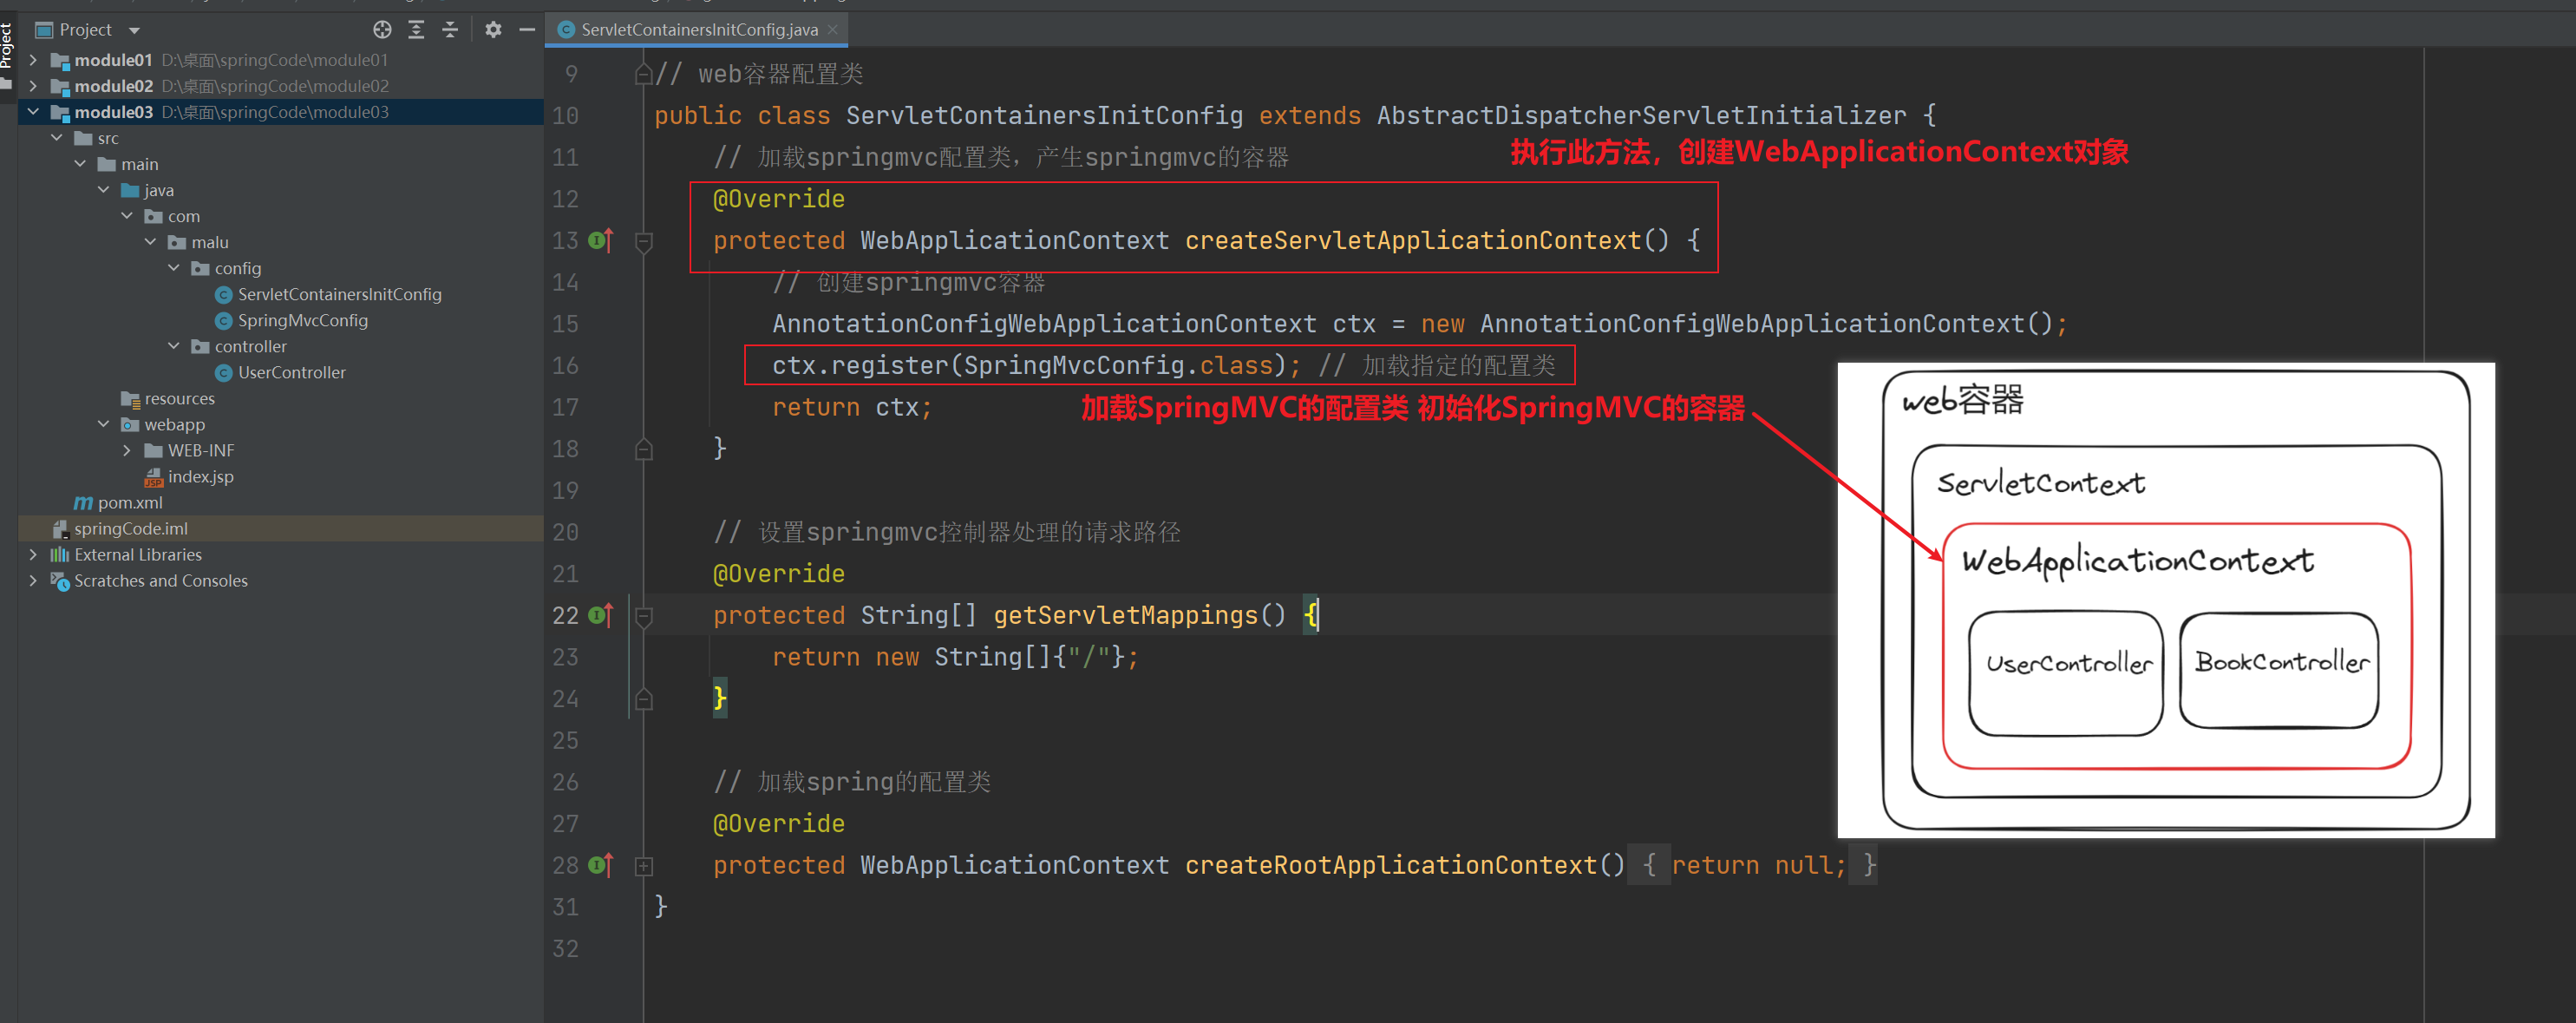 Project
Project
module01 D:\桌面\springCode\module01
module02 D:\桌面\springCode\module02
module03 D:\桌面\springCode\module03
src
main
java
com
malu
config
ServletContainersInitConfig
SpringMvcConfig
controller
UserController
resources
webapp
WEB-INF
index.jsp
pom.xml
springCode.iml
External Libraries
Scratches and Consoles
ServletContainersInitConfig.java
9 // web容器配置类
10 public class ServletContainersInitConfig extends AbstractDispatcherServletInitializer {
11 // 加载springmvc配置类，产生springmvc的容器
执行此方法，创建WebApplicationContext对象
12 @Override
13 protected WebApplicationContext createServletApplicationContext() {
14 // 创建springmvc容器
15 AnnotationConfigWebApplicationContext ctx = new AnnotationConfigWebApplicationContext();
16 ctx.register(SpringMvcConfig.class); // 加载指定的配置类
17 return ctx;
加载SpringMVC的配置类 初始化SpringMVC的容器
18 }
19
20 // 设置springmvc控制器处理的请求路径
21 @Override
22 protected String[] getServletMappings() {
23 return new String[]{"/"};
24 }
25
26 // 加载spring的配置类
27 @Override
28 protected WebApplicationContext createRootApplicationContext() { return null; }
31 }
32
web容器
ServletContext
WebApplicationContext
UserController
BookController